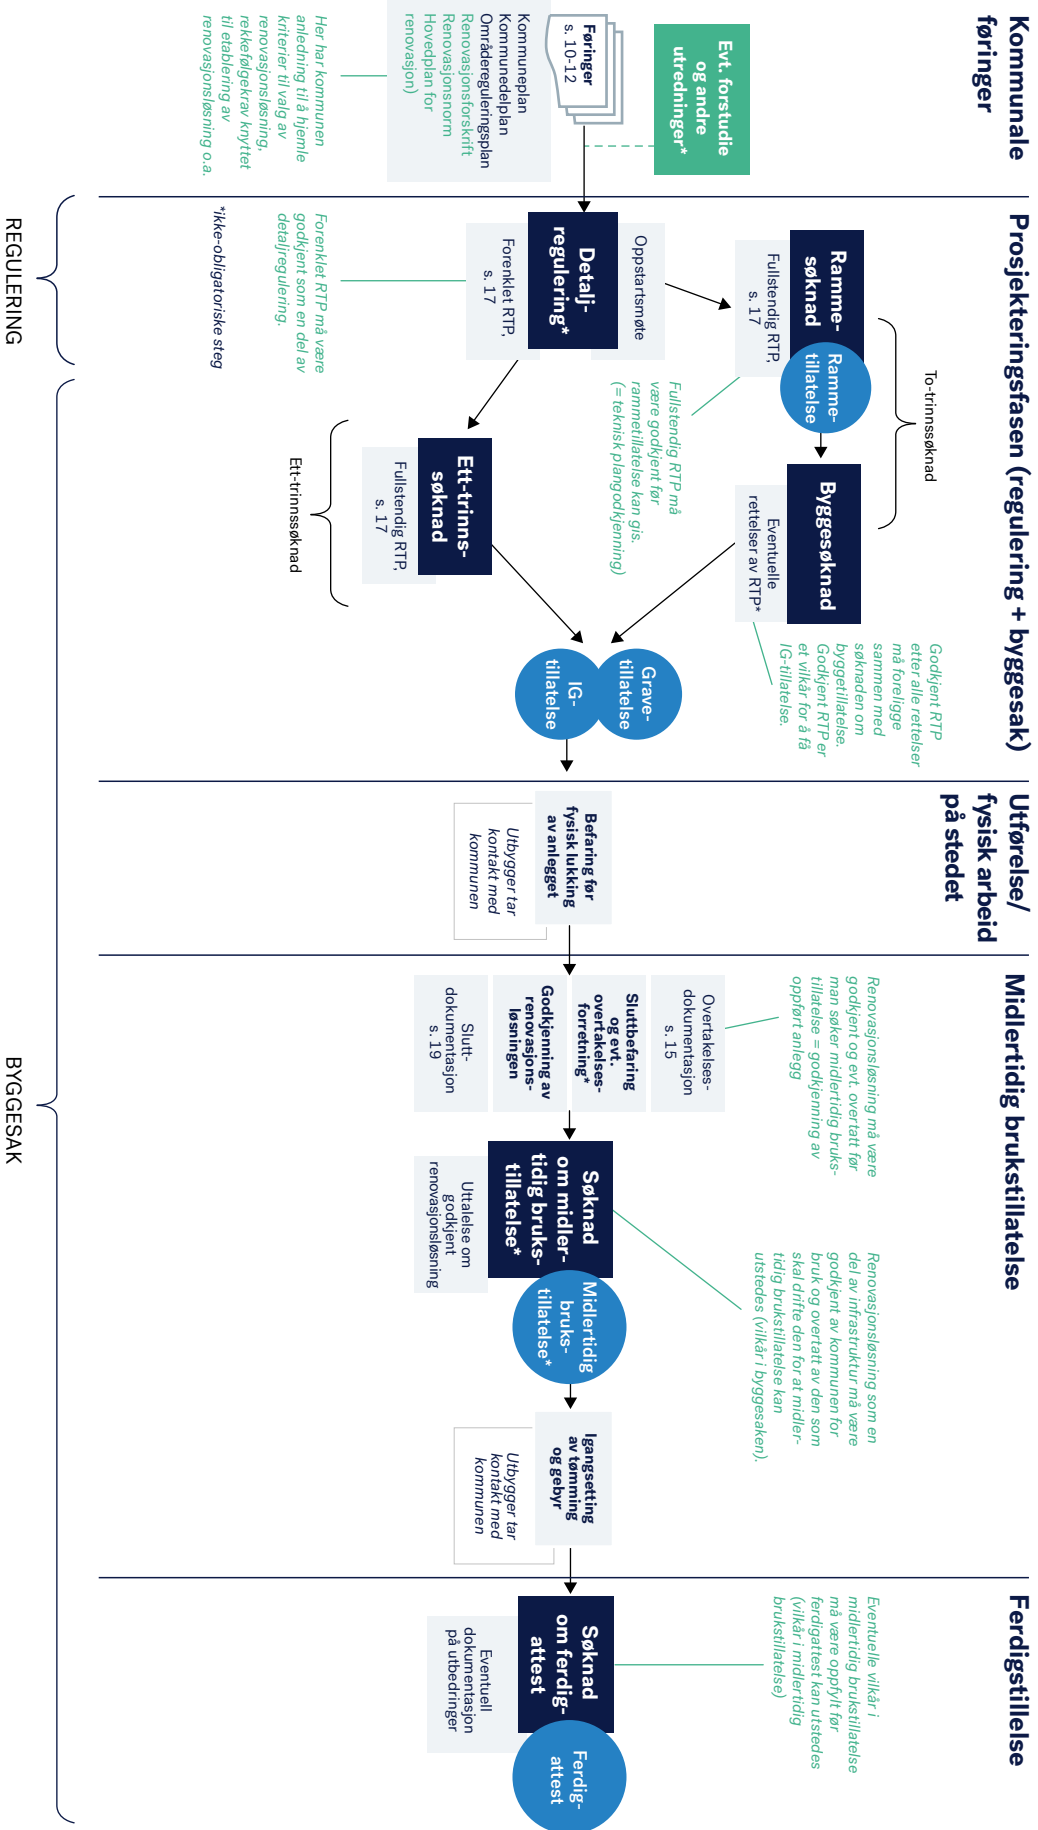 Kommunale
føringer
Evt. forstudie
og andre
utredninger*
Føringer
s. 10-12
Kommuneplan
Kommunedelplan
Områdereguleringsplan
Renovasjonsforskrift
Renovasjonsnorm
Hovedplan for
renovasjon)
Her har kommunen
anledning til å hjemle
kriterier til valg av
renovasjonsløsning,
rekkefølgekrav knyttet
til etablering av
renovasjonsløsning o.a.
Prosjekteringsfasen (regulering + byggesak)
To-trinnssøknad
Ramme-
søknad
Ramme-
tillatelse
Fullstendig RTP,
s. 17
Byggesøknad
Eventuelle
rettelser av RTP*
Godkjent RTP
etter alle rettelser
må foreligge
sammen med
søknaden om
byggetillatelse.
Godkjent RTP er
et vilkår for å få
IG-tillatelse.
Fullstendig RTP må
være godkjent før
rammetillatelse kan gis.
(= teknisk plangodkjenning)
Oppstartsmøte
Detalj-
regulering*
Forenklet RTP,
s. 17
Forenklet RTP må være
godkjent som en del av
detaljregulering.
*ikke-obligatoriske steg
Ett-trinns-
søknad
Fullstendig RTP,
s. 17
Ett-trinnssøknad
Grave-
tillatelse
IG-
tillatelse
Utførelse/
fysisk arbeid
på stedet
Befaring før
fysisk lukking
av anlegget
Utbygger tar
kontakt med
kommunen
Midlertidig brukstillatelse
Renovasjonsløsning må være
godkjent og evt. overtatt før
man søker midlertidig bruks-
tillatelse = godkjenning av
oppført anlegg
Overtakelses-
dokumentasjon
s. 15
Sluttbefaring
og evt.
overtakelses-
forretning*
Godkjenning av
renovasjons-
løsningen
Slutt-
dokumentasjon
s. 19
Renovasjonsløsning som en
del av infrastruktur må være
godkjent av kommunen for
bruk og overtatt av den som
skal drifte den for at midler-
tidig brukstillatelse kan
utstedes (vilkår i byggesaken).
Søknad
om midler-
tidig bruks-
tillatelse*
Midlertidig
bruks-
tillatelse*
Uttalelse om
godkjent
renovasjonsløsning
Igangsetting
av tømming
og gebyr
Utbygger tar
kontakt med
kommunen
Ferdigstillelse
Eventuelle vilkår i
midlertidig brukstillatelse
må være oppfylt før
ferdigattest kan utstedes
(vilkår i midlertidig
brukstillatelse)
Søknad
om ferdig-
attest
Ferdig-
attest
Eventuell
dokumentasjon
på utbedringer
REGULERING
BYGGESAK